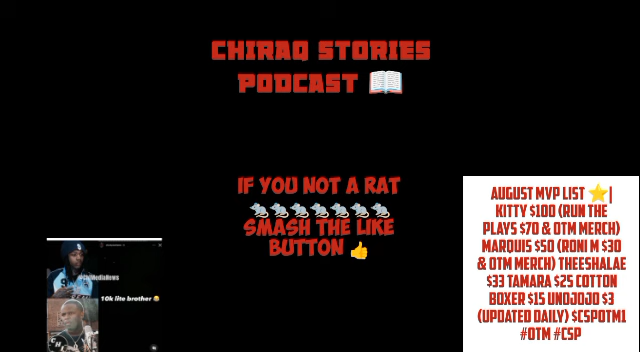 CHIRAQ STORIES
PODCAST 📖
IF YOU NOT A RAT
🐀🐀🐀🐀🐀🐀🐀
SMASH THE LIKE
BUTTON 👍
AUGUST MVP LIST ⭐|
KITTY $100 (RUN THE
PLAYS $70 & OTM MERCH)
MARQUIS $50 (RONI M $30
& OTM MERCH) THEESHALAE
$33 TAMARA $25 COTTON
BOXER $15 UNOJOJO $3
(UPDATED DAILY) $CSPOTM1
#OTM #CSP
10k lite brother 😂